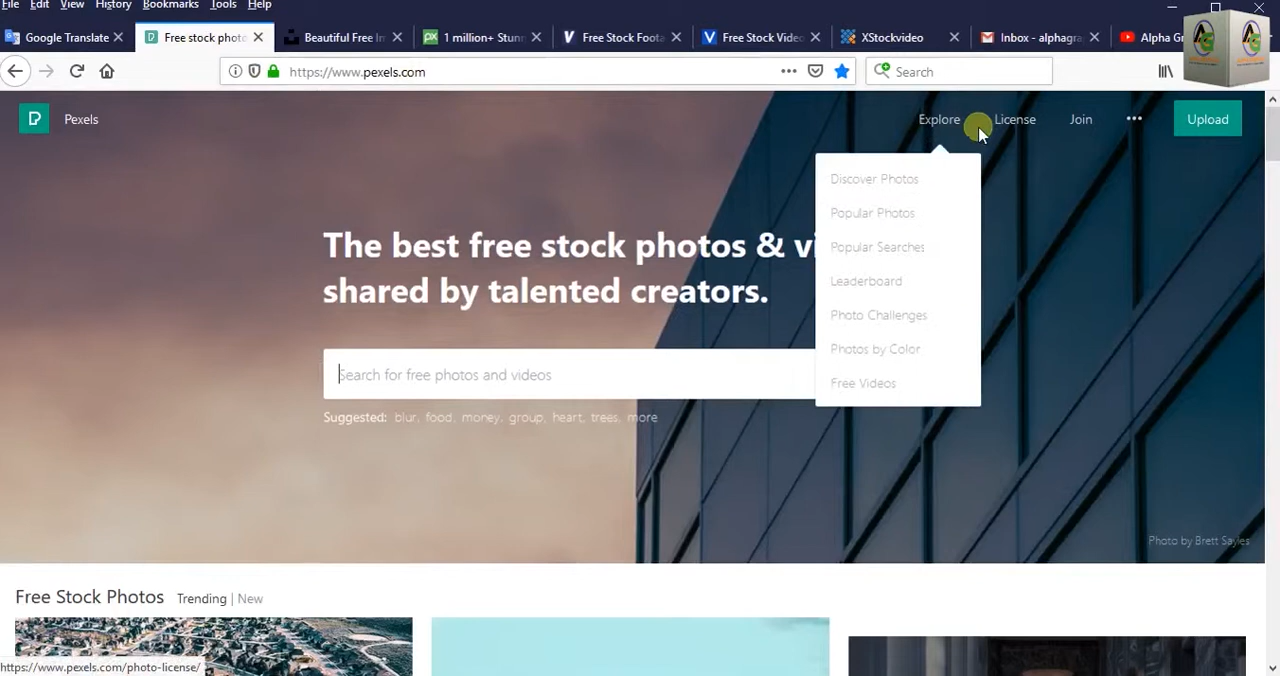 File Edit View History Bookmarks Tools Help
Google Translate
Free stock photo
Beautiful Free Im
1 million+ Stunn
Free Stock Foota
Free Stock Video
XStockvideo
Inbox - alphagra
Alpha Gr
https://www.pexels.com
Search
Pexels
Explore
License
Join
Upload
Discover Photos
Popular Photos
Popular Searches
Leaderboard
Photo Challenges
Photos by Color
Free Videos
The best free stock photos & vi
shared by talented creators.
Search for free photos and videos
Suggested: blur, food, money, group, heart, trees, more
Photo by Brett Sayles
Free Stock Photos Trending | New
https://www.pexels.com/photo-license/